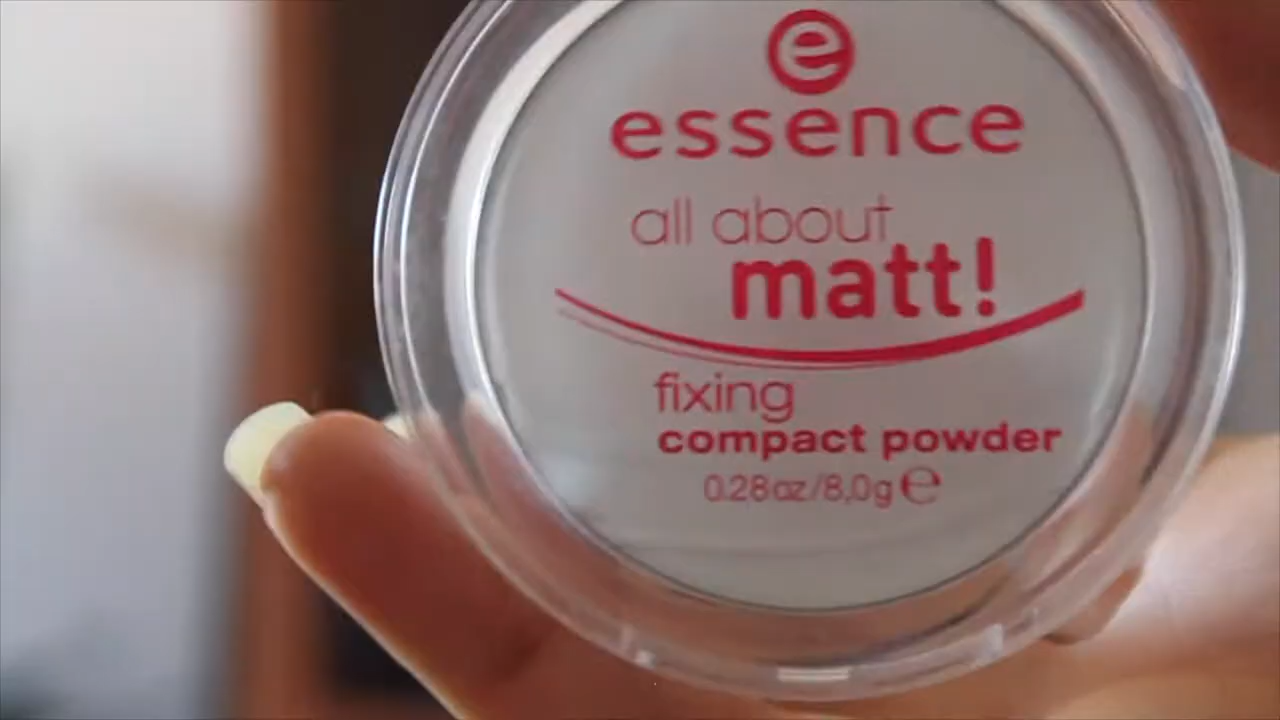 e
essence
all about
matt!
fixing
compact powder
0.28oz/8,0g ℮